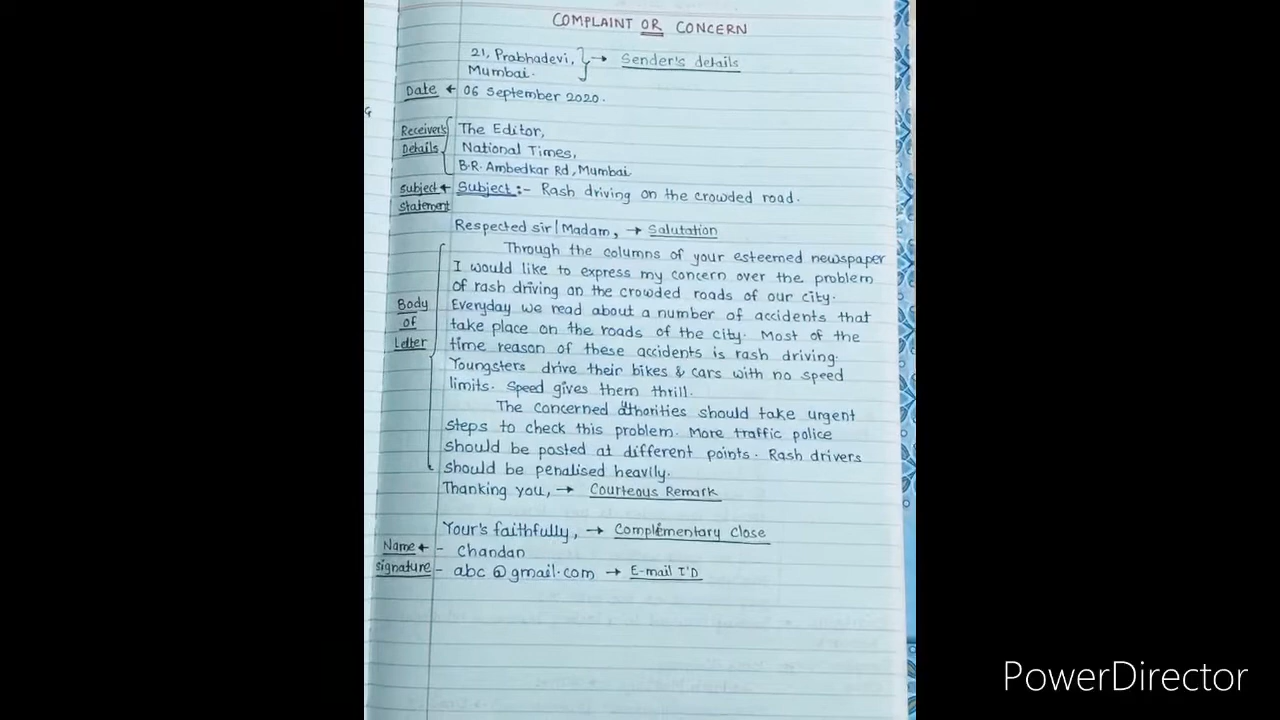 COMPLAINT OR CONCERN
21, Prabhadevi, → Sender's details
Mumbai.
Date ← 06 September 2020.
G
Receiver's The Editor,
Details National Times,
B.R. Ambedkar Rd, Mumbai
Subject ← Subject :- Rash driving on the crowded road.
Statement
Respected sir/Madam, → Salutation
Through the columns of your esteemed newspaper
I would like to express my concern over the problem
of rash driving on the crowded roads of our city.
Body Everyday we read about a number of accidents that
of take place on the roads of the city. Most of the
Letter time reason of these accidents is rash driving.
Youngsters drive their bikes & cars with no speed
limits. Speed gives them thrill.
The concerned authorities should take urgent
steps to check this problem. More traffic police
should be posted at different points. Rash drivers
should be penalised heavily.
Thanking you, → Courteous Remark
Your's faithfully, → Complementary close
Name ← - Chandan
signature - abc@gmail.com → E-mail I'D
PowerDirector